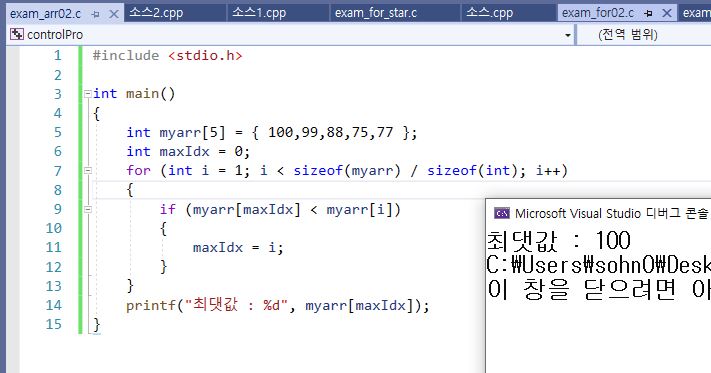 exam_arr02.c 소스2.cpp 소스1.cpp exam_for_star.c 소스.cpp exam_for02.c exam
controlPro (전역 범위)
1 #include <stdio.h>
2
3 int main()
4 {
5 int myarr[5] = { 100,99,88,75,77 };
6 int maxIdx = 0;
7 for (int i = 1; i < sizeof(myarr) / sizeof(int); i++)
8 {
9 if (myarr[maxIdx] < myarr[i])
10 {
11 maxIdx = i;
12 }
13 }
14 printf("최댓값 : %d", myarr[maxIdx]);
15 }
Microsoft Visual Studio 디버그 콘솔
최댓값 : 100
C:₩Users₩sohn0₩Desk
이 창을 닫으려면 아